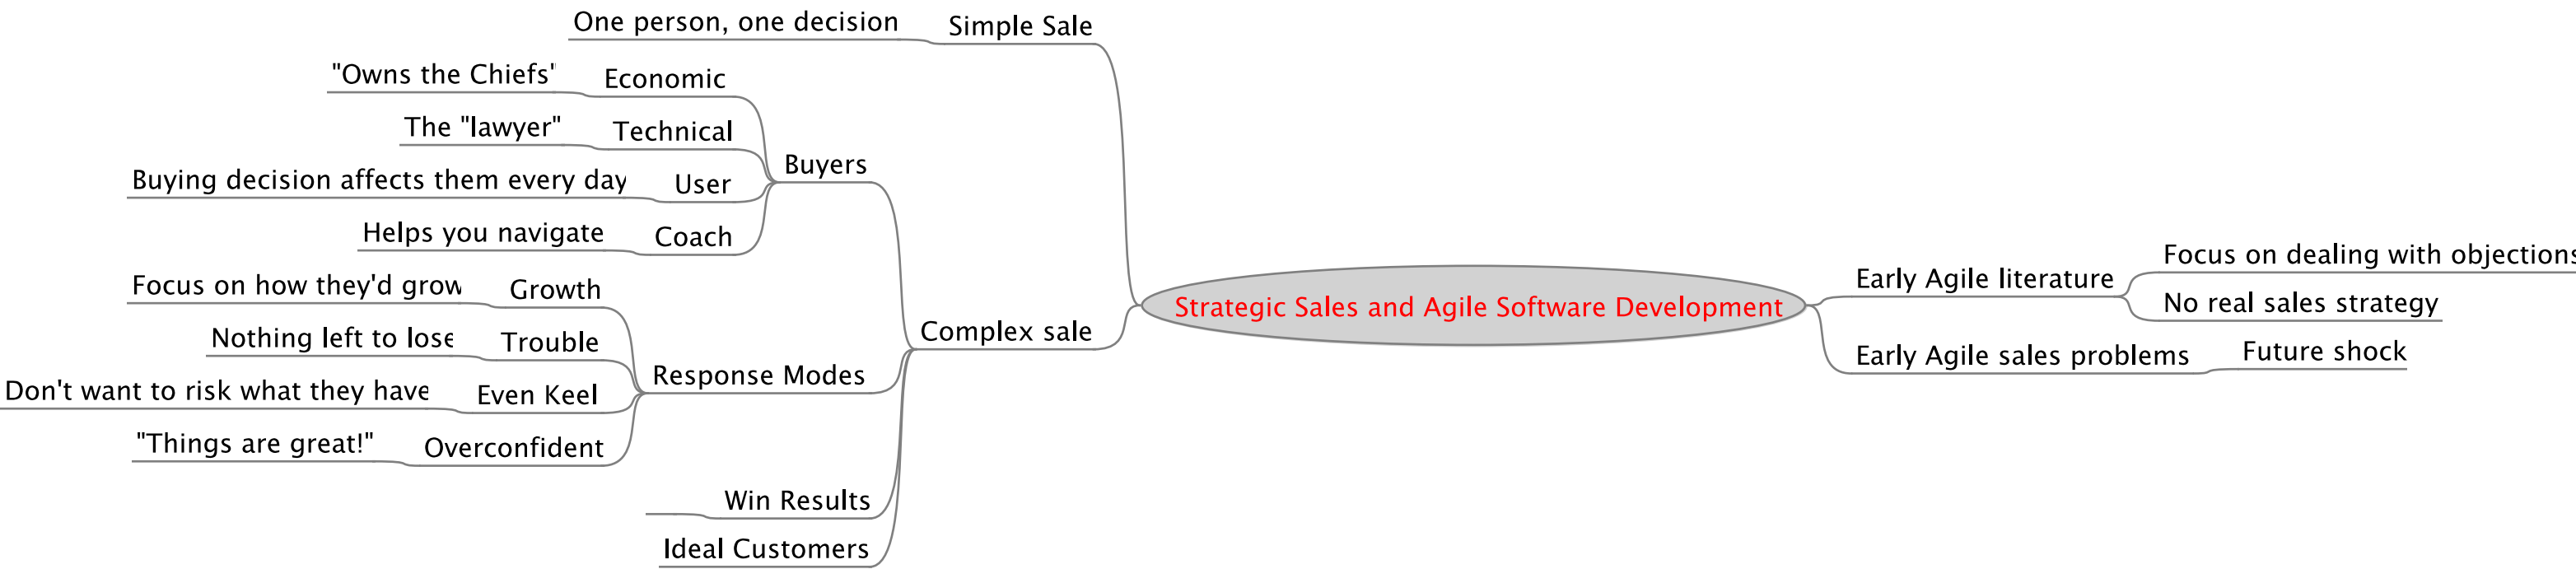 One person, one decision
Simple Sale
"Owns the Chiefs"
Economic
The "lawyer"
Technical
Buyers
Buying decision affects them every day
User
Helps you navigate
Coach
Focus on how they'd grow
Growth
Nothing left to lose
Trouble
Response Modes
Don't want to risk what they have
Even Keel
"Things are great!"
Overconfident
Complex sale
Win Results
Ideal Customers
Strategic Sales and Agile Software Development
Early Agile literature
Focus on dealing with objections
No real sales strategy
Early Agile sales problems
Future shock